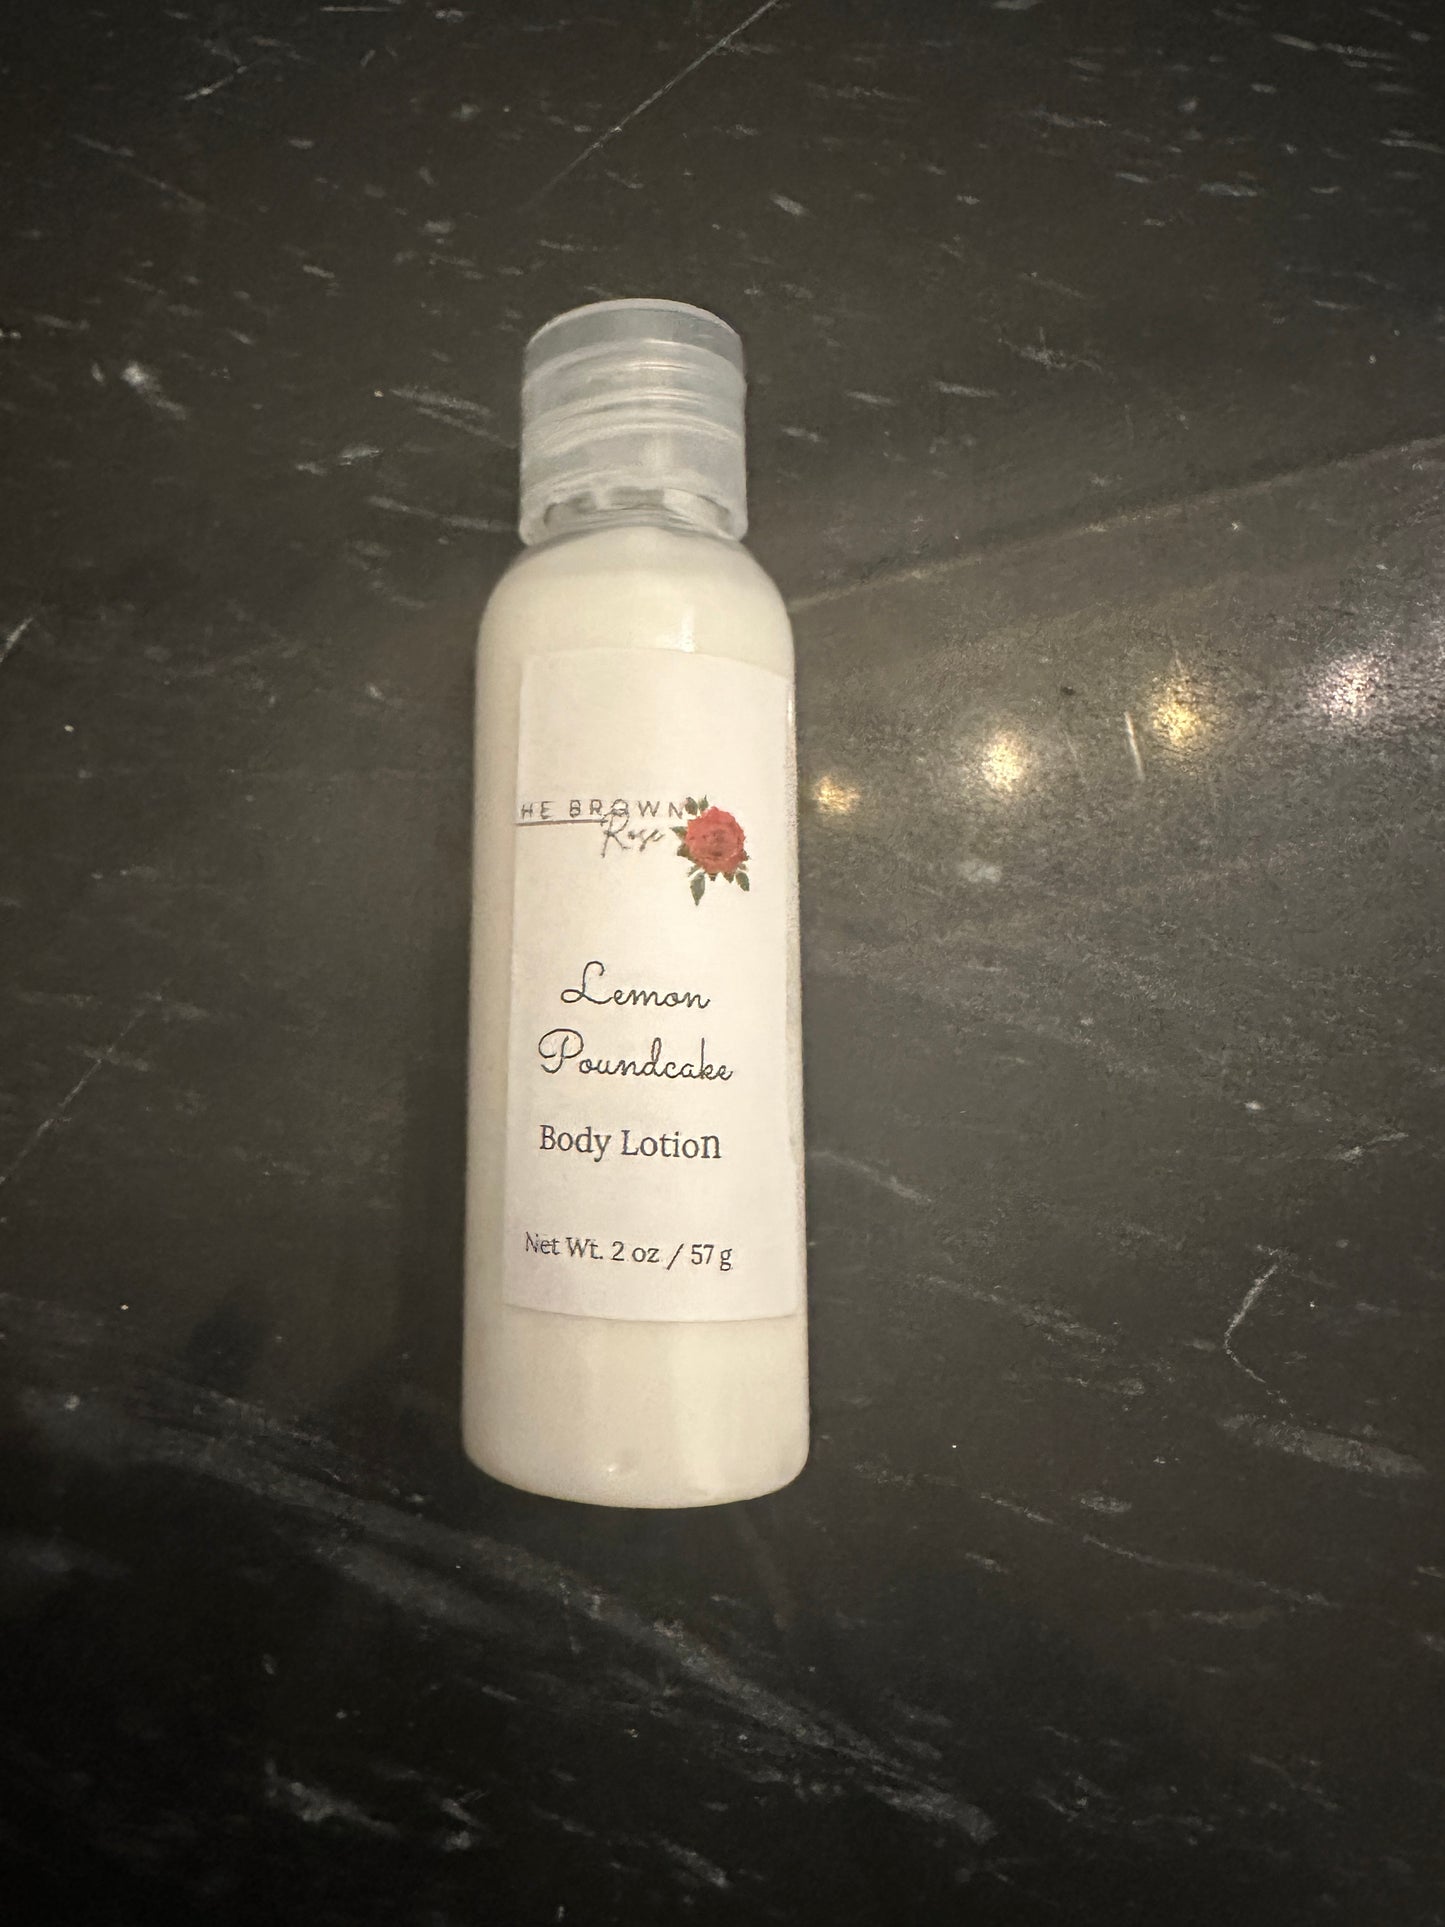 HE BROWN
Rose
Lemon
Poundcake
Body Lotion
Net Wt. 2 oz / 57 g